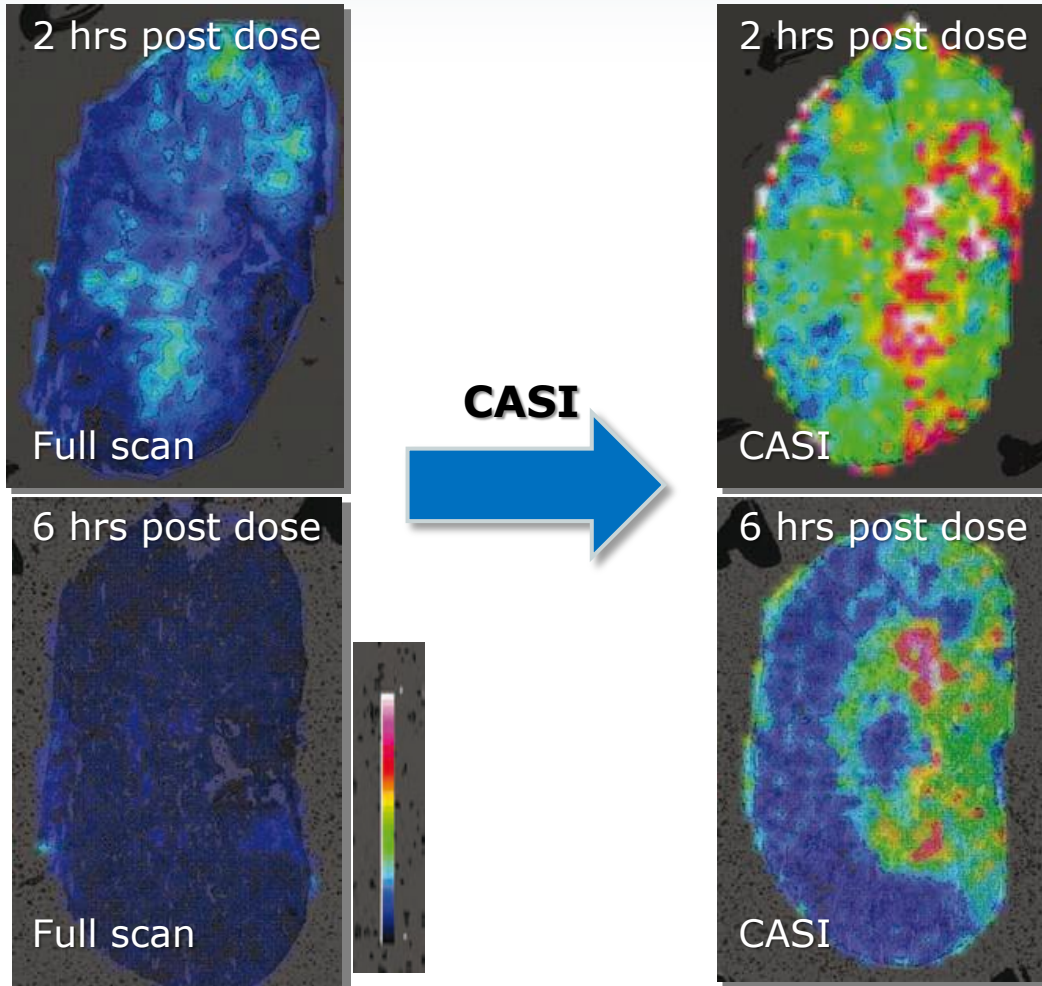 2 hrs post dose
Full scan
CASI
2 hrs post dose
CASI
6 hrs post dose
Full scan
6 hrs post dose
CASI